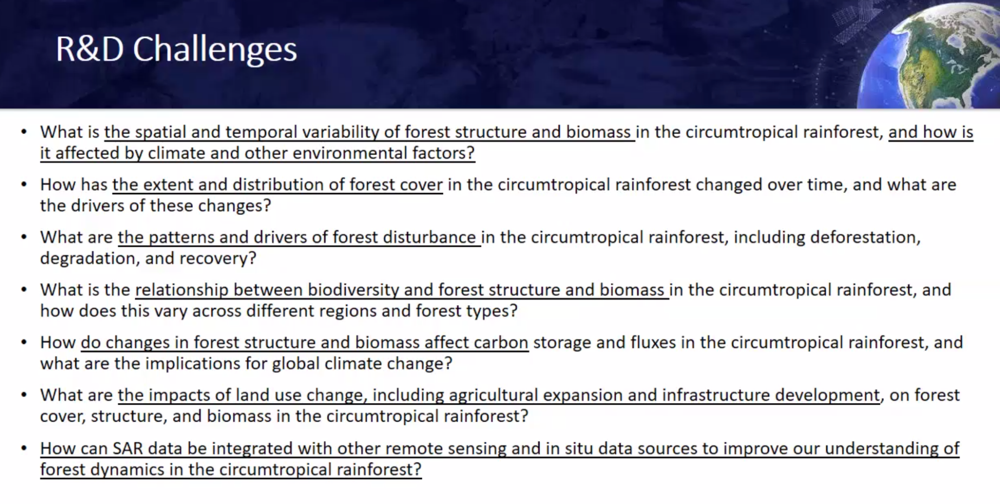 R&D Challenges
• What is the spatial and temporal variability of forest structure and biomass in the circumtropical rainforest, and how is
it affected by climate and other environmental factors?
• How has the extent and distribution of forest cover in the circumtropical rainforest changed over time, and what are
the drivers of these changes?
• What are the patterns and drivers of forest disturbance in the circumtropical rainforest, including deforestation,
degradation, and recovery?
• What is the relationship between biodiversity and forest structure and biomass in the circumtropical rainforest, and
how does this vary across different regions and forest types?
• How do changes in forest structure and biomass affect carbon storage and fluxes in the circumtropical rainforest, and
what are the implications for global climate change?
• What are the impacts of land use change, including agricultural expansion and infrastructure development, on forest
cover, structure, and biomass in the circumtropical rainforest?
• How can SAR data be integrated with other remote sensing and in situ data sources to improve our understanding of
forest dynamics in the circumtropical rainforest?